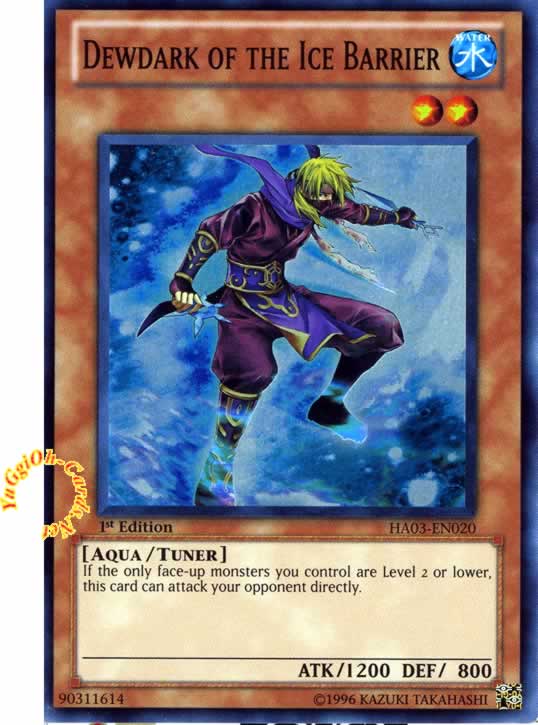 DEWDARK OF THE ICE BARRIER
WATER
水
YuGgiOh-Cards.Net
1st Edition
HA03-EN020
[AQUA/TUNER]
If the only face-up monsters you control are Level 2 or lower,
this card can attack your opponent directly.
ATK/1200 DEF/ 800
90311614
©1996 KAZUKI TAKAHASHI